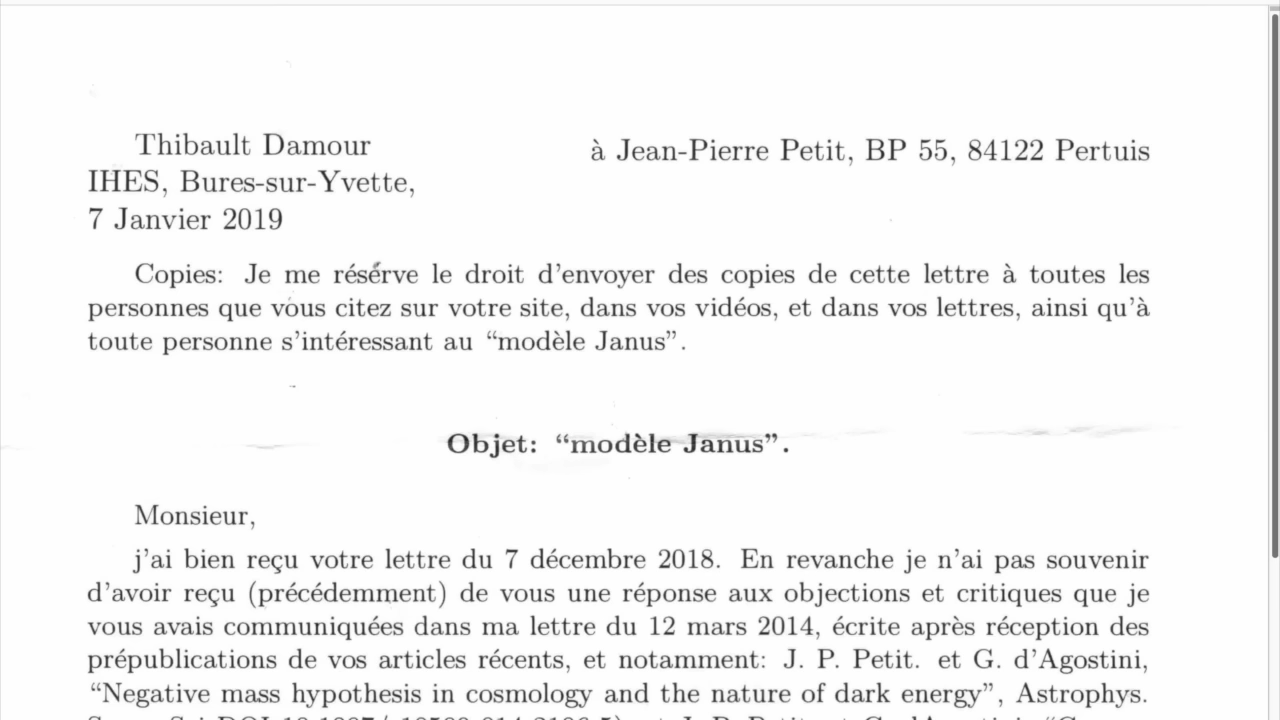 Thibault Damour
à Jean-Pierre Petit, BP 55, 84122 Pertuis
IHES, Bures-sur-Yvette,
7 Janvier 2019
Copies: Je me réserve le droit d'envoyer des copies de cette lettre à toutes les
personnes que vous citez sur votre site, dans vos vidéos, et dans vos lettres, ainsi qu'à
toute personne s'intéressant au “modèle Janus”.
Objet: “modèle Janus”.
Monsieur,
j'ai bien reçu votre lettre du 7 décembre 2018. En revanche je n'ai pas souvenir
d'avoir reçu (précédemment) de vous une réponse aux objections et critiques que je
vous avais communiquées dans ma lettre du 12 mars 2014, écrite après réception des
prépublications de vos articles récents, et notamment: J. P. Petit. et G. d'Agostini,
“Negative mass hypothesis in cosmology and the nature of dark energy”, Astrophys.